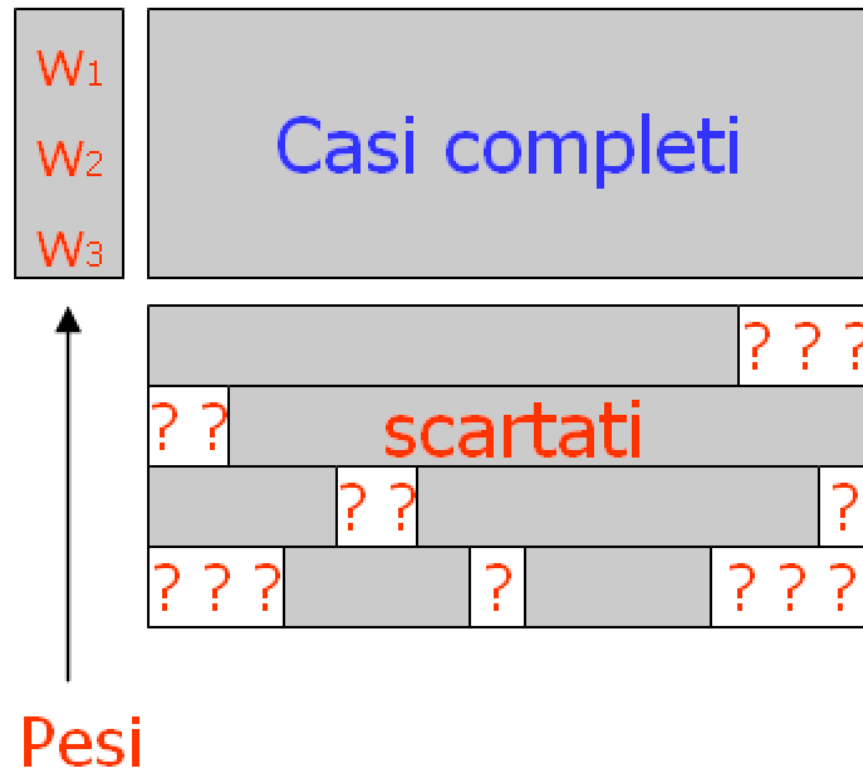 W1
W2
W3
Casi completi
? ? ?
? ?
scartati
? ? ?
? ? ? ? ? ? ?
Pesi